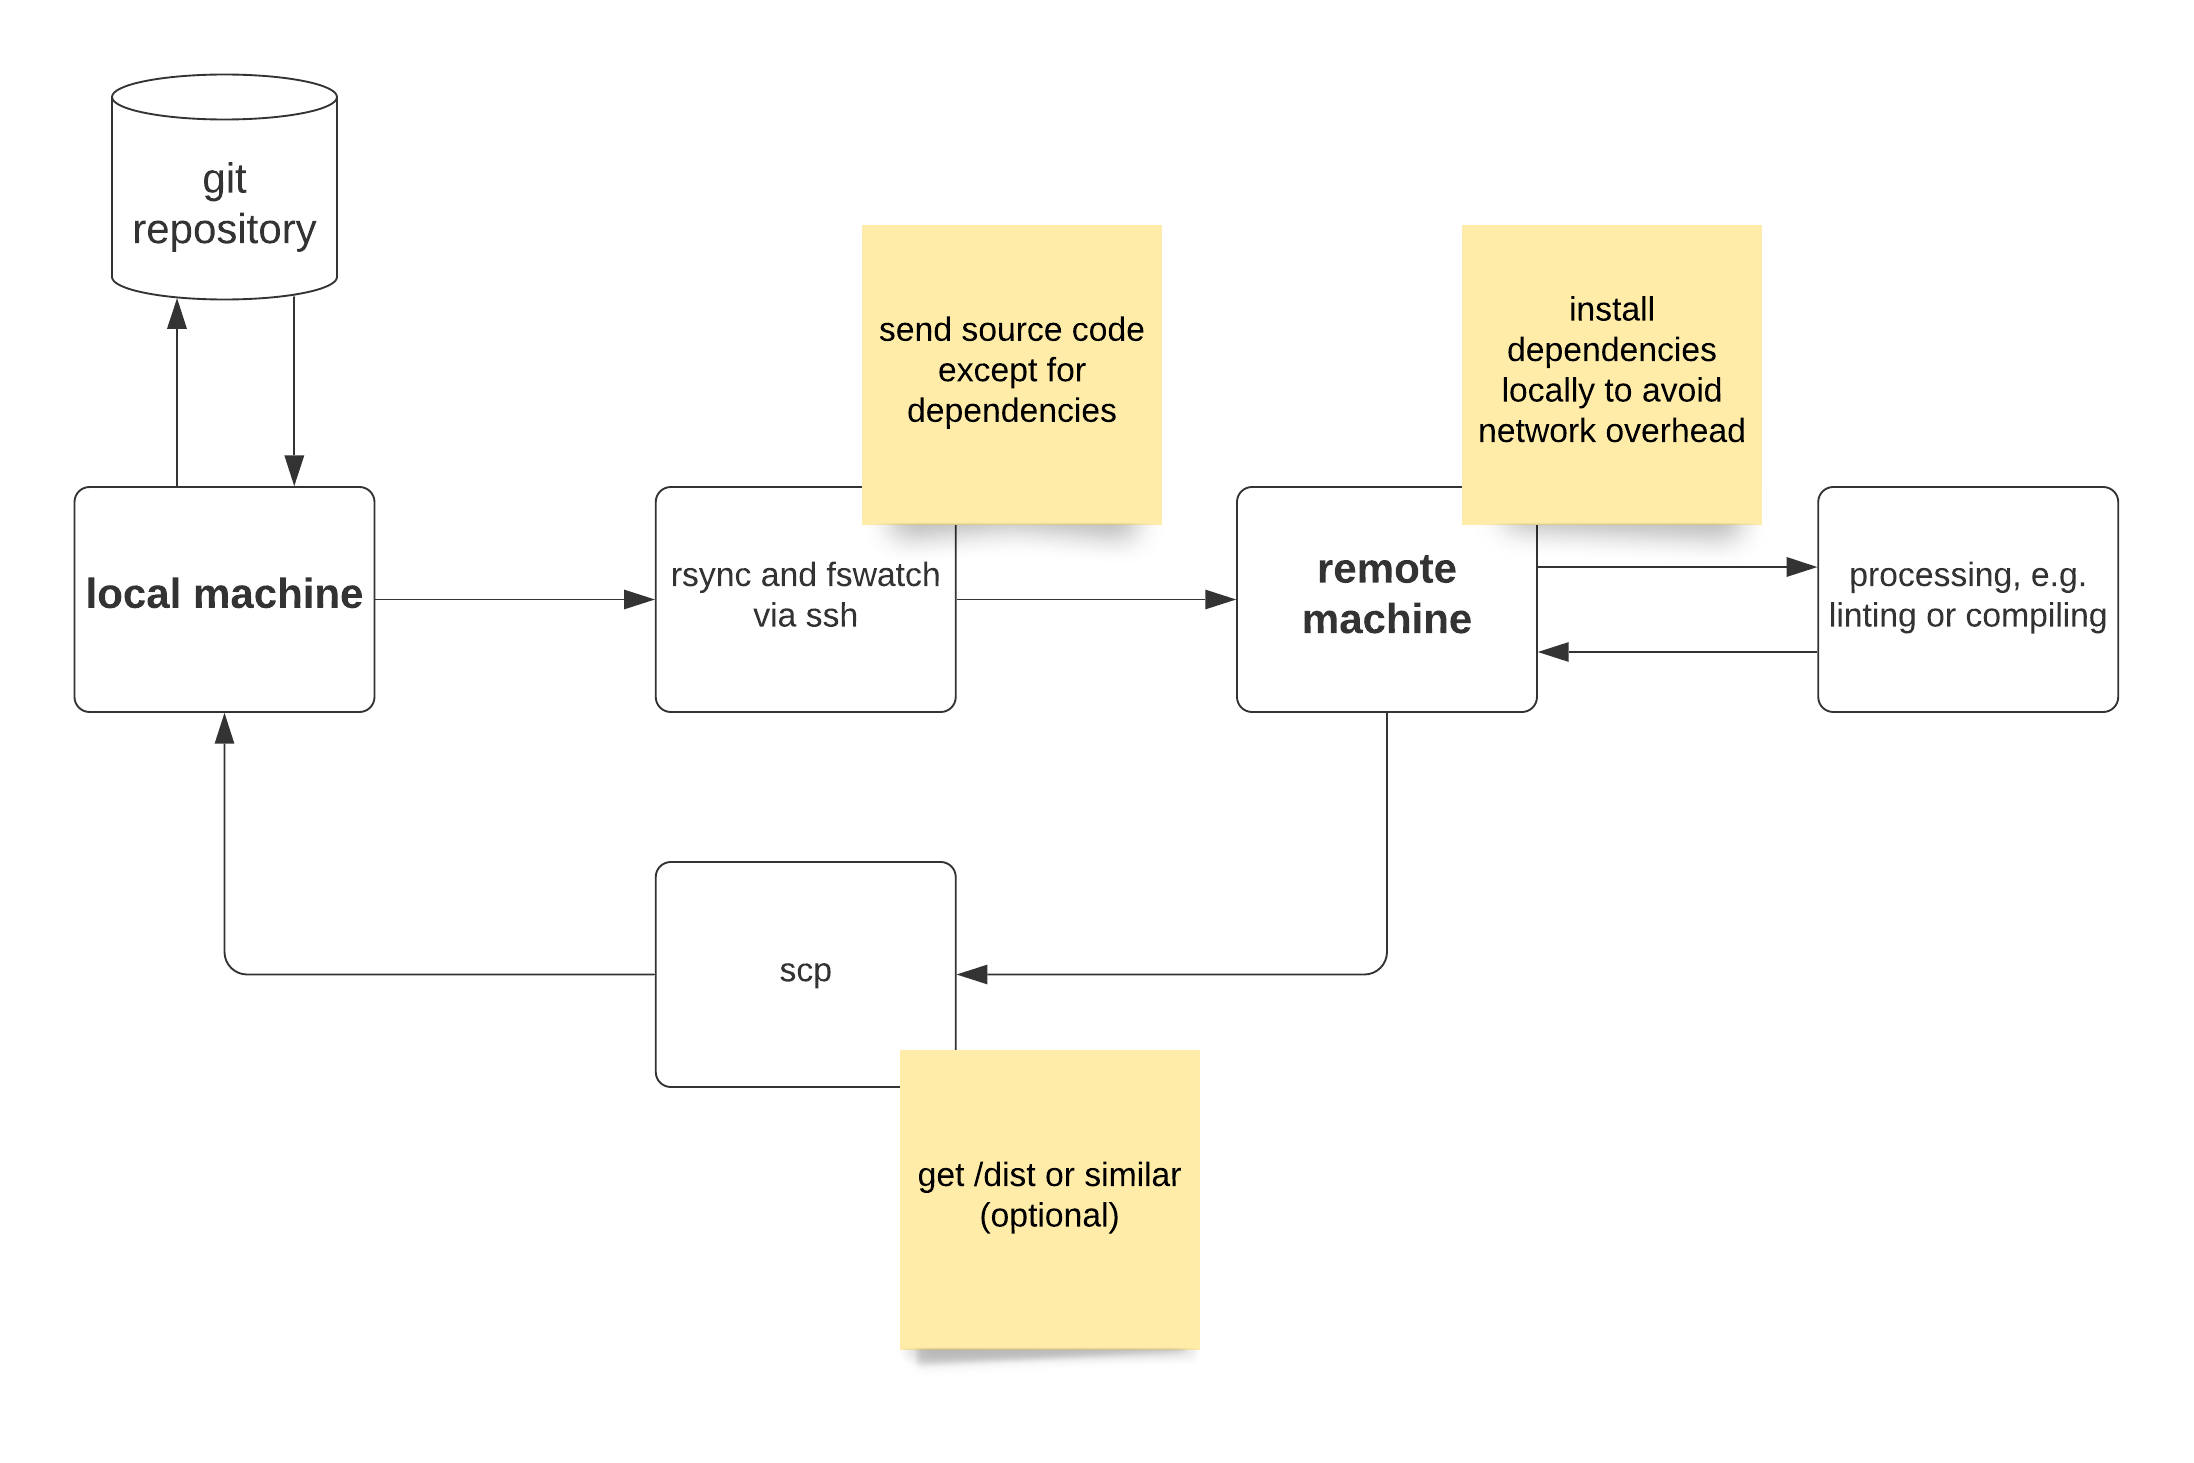 git
repository
send source code
except for
dependencies
install
dependencies
locally to avoid
network overhead
local machine
rsync and fswatch
via ssh
remote
machine
processing, e.g.
linting or compiling
scp
get /dist or similar
(optional)